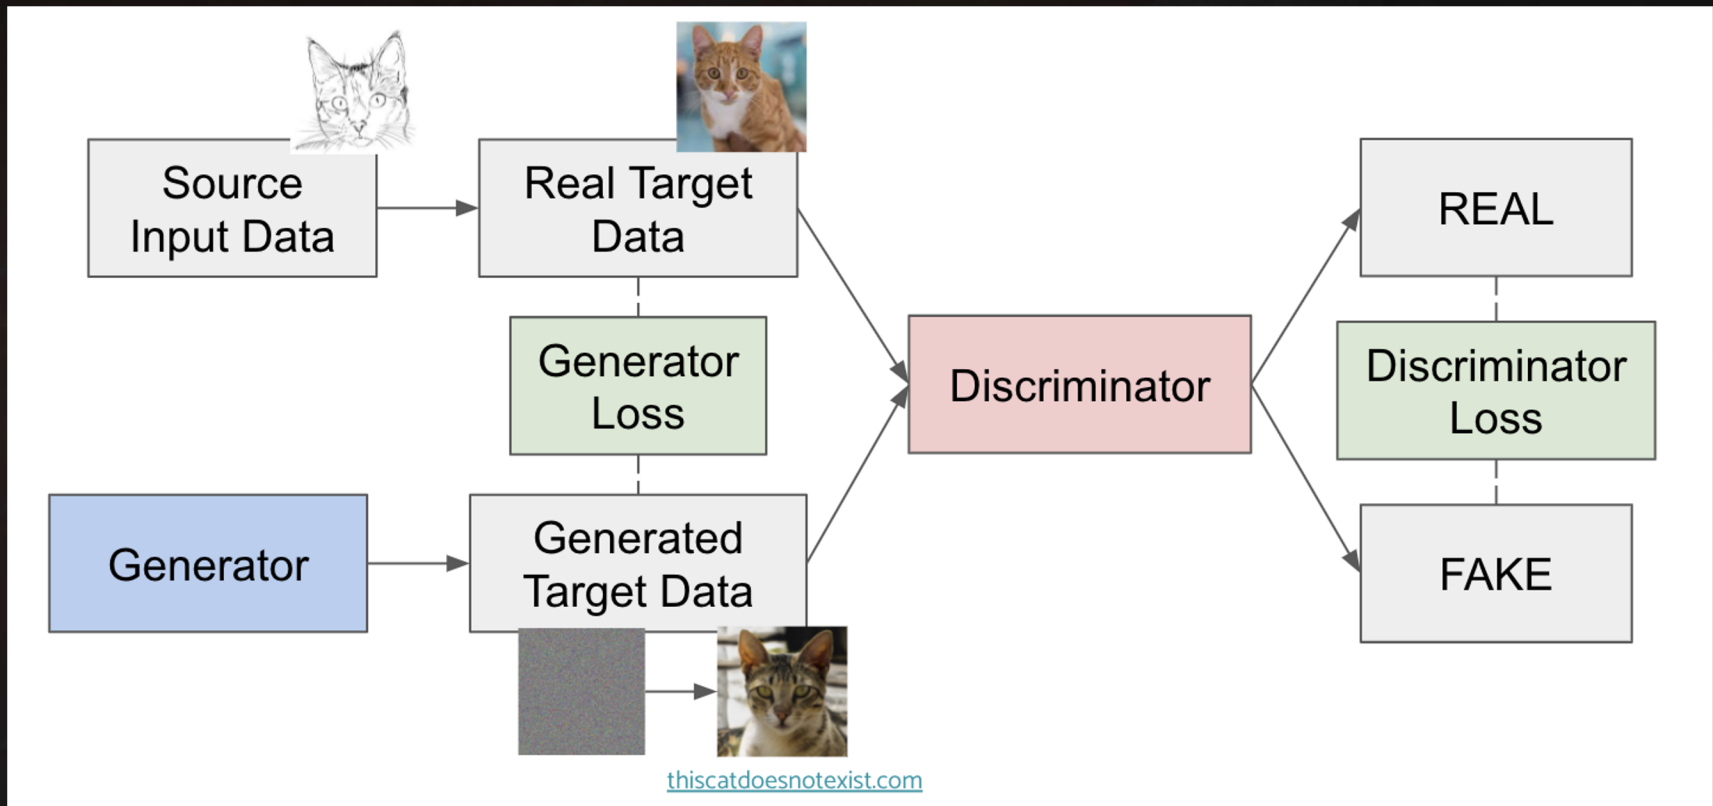 Source
Input Data
Real Target
Data
REAL
Generator
Loss
Discriminator
Discriminator
Loss
Generator
Generated
Target Data
FAKE
thiscatdoesnotexist.com